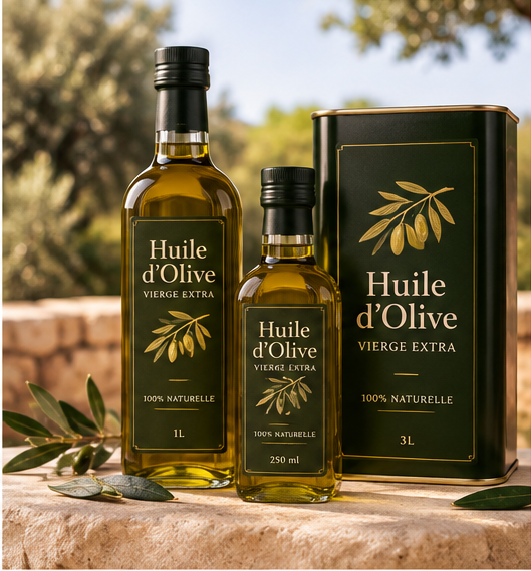 Huile
d'Olive
VIERGE EXTRA
100% NATURELLE
1L
Huile
d'Olive
VIERGE EXTRA
100% NATURELLE
250 ml
Huile
d'Olive
VIERGE EXTRA
100% NATURELLE
3L